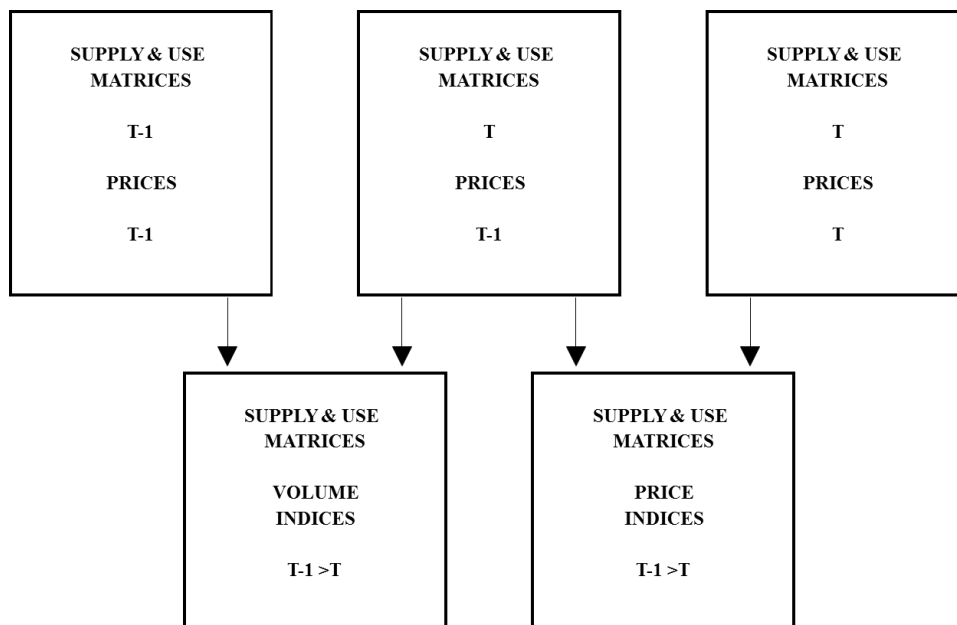 SUPPLY & USE
MATRICES
T-1
PRICES
T-1
SUPPLY & USE
MATRICES
T
PRICES
T-1
SUPPLY & USE
MATRICES
T
PRICES
T
SUPPLY & USE
MATRICES
VOLUME
INDICES
T-1 >T
SUPPLY & USE
MATRICES
PRICE
INDICES
T-1 >T